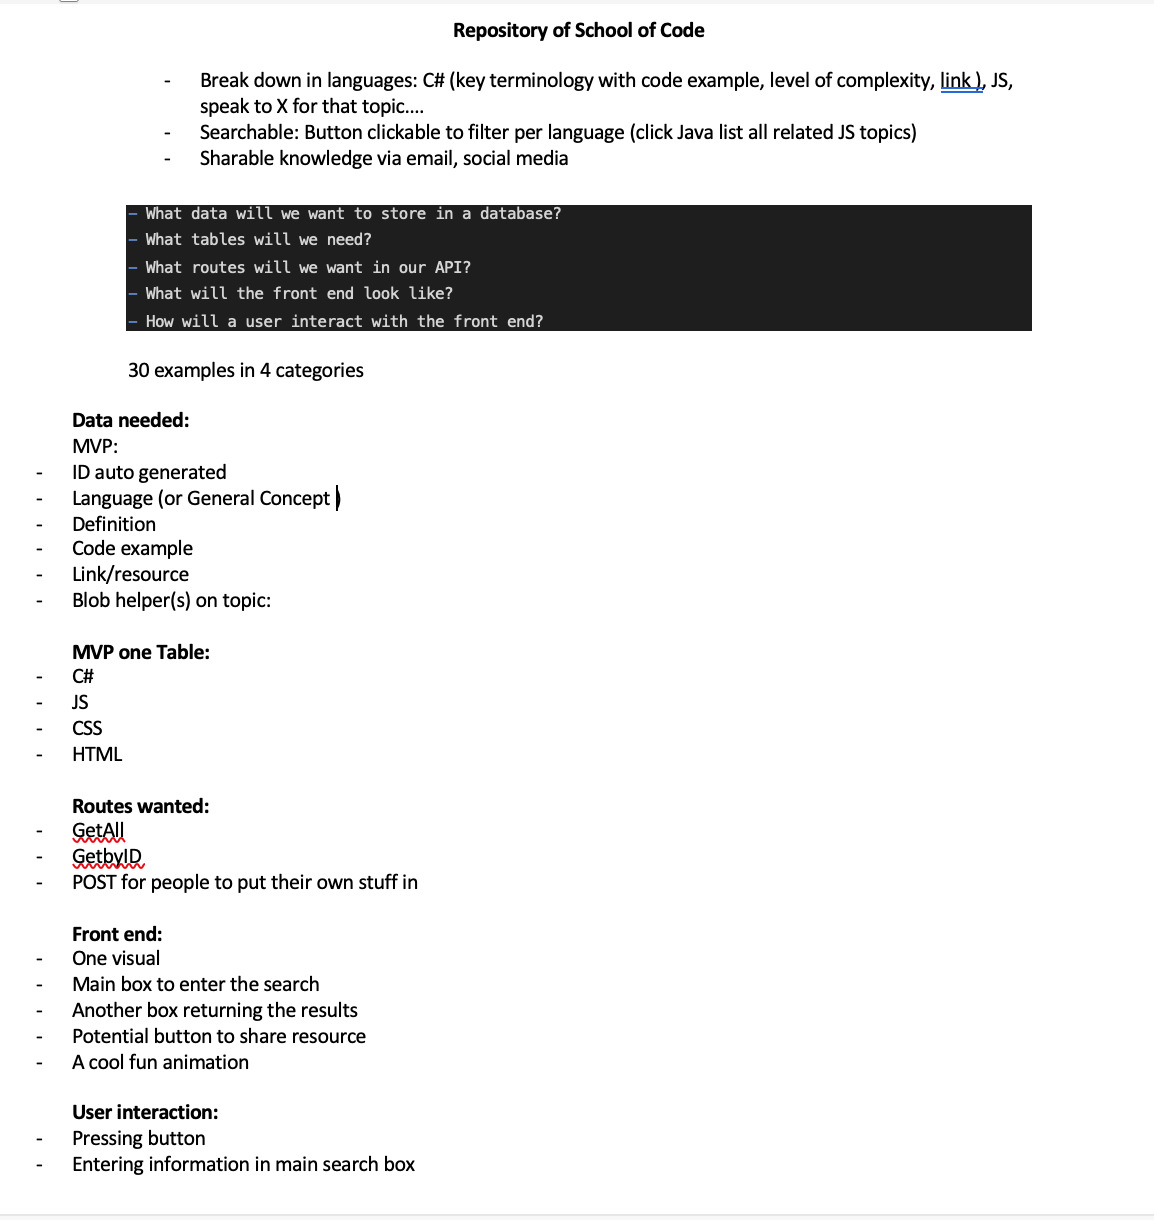 Repository of School of Code
- Break down in languages: C# (key terminology with code example, level of complexity, link ), JS,
speak to X for that topic....
- Searchable: Button clickable to filter per language (click Java list all related JS topics)
- Sharable knowledge via email, social media
- What data will we want to store in a database?
- What tables will we need?
- What routes will we want in our API?
- What will the front end look like?
- How will a user interact with the front end?
30 examples in 4 categories
Data needed:
MVP:
- ID auto generated
- Language (or General Concept )
- Definition
- Code example
- Link/resource
- Blob helper(s) on topic:
MVP one Table:
- C#
- JS
- CSS
- HTML
Routes wanted:
- GetAll
- GetbyID
- POST for people to put their own stuff in
Front end:
- One visual
- Main box to enter the search
- Another box returning the results
- Potential button to share resource
- A cool fun animation
User interaction:
- Pressing button
- Entering information in main search box